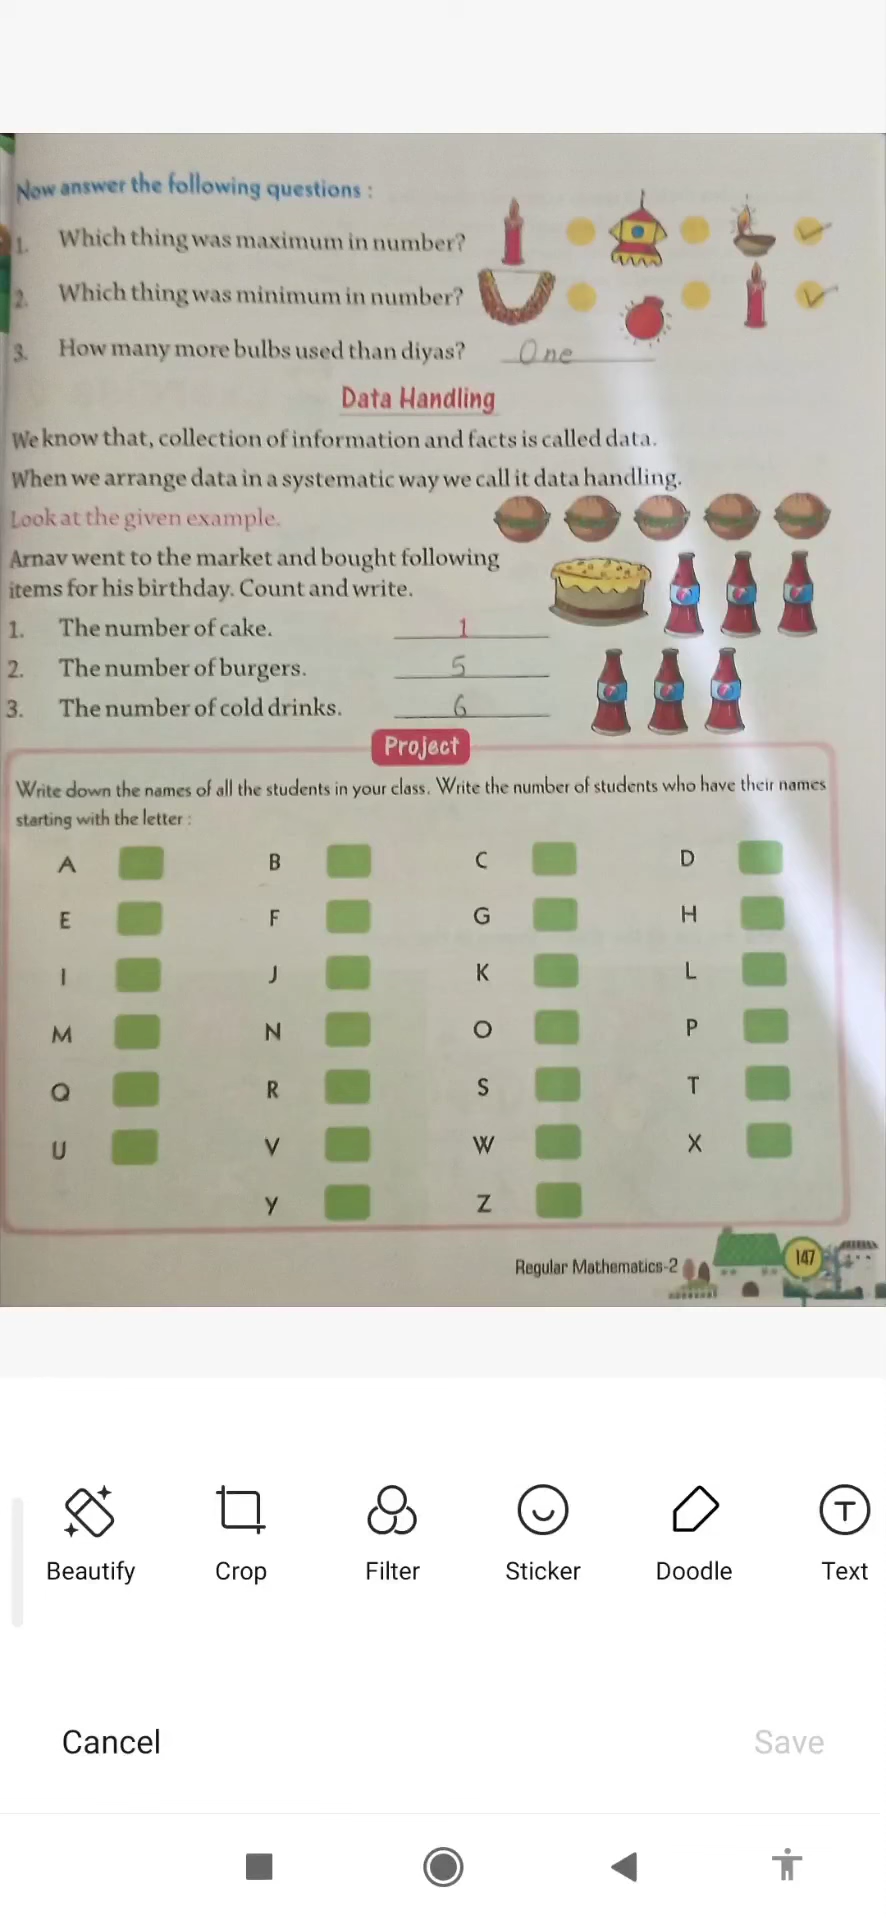 Now answer the following questions :
1. Which thing was maximum in number?
2. Which thing was minimum in number?
3. How many more bulbs used than diyas? One
Data Handling
We know that, collection of information and facts is called data.
When we arrange data in a systematic way we call it data handling.
Look at the given example.
Arnav went to the market and bought following
items for his birthday. Count and write.
1. The number of cake. 1
2. The number of burgers. 5
3. The number of cold drinks. 6
Project
Write down the names of all the students in your class. Write the number of students who have their names
starting with the letter :
A B C D
E F G H
I J K L
M N O P
Q R S T
U V W X
Y Z
Regular Mathematics-2 147
Beautify Crop Filter Sticker Doodle Text
Cancel Save